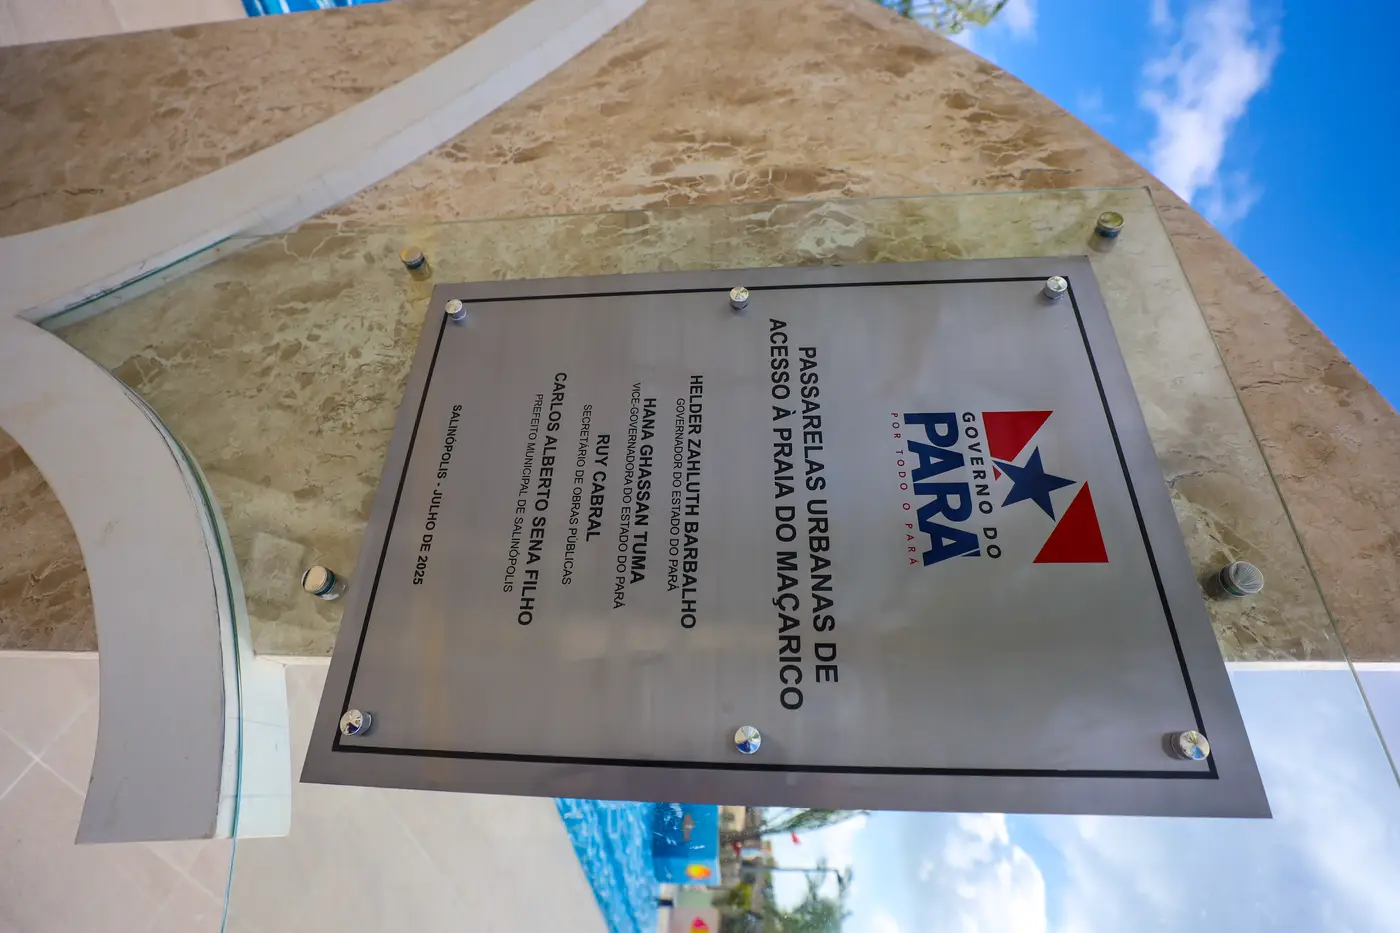 GOVERNO DO
PARÁ
POR TODO O PARÁ
PASSARELAS URBANAS DE
ACESSO À PRAIA DO MAÇARICO
HELDER ZAHLUTH BARBALHO
GOVERNADOR DO ESTADO DO PARÁ
HANA GHASSAN TUMA
VICE-GOVERNADORA DO ESTADO DO PARÁ
RUY CABRAL
SECRETÁRIO DE OBRAS PÚBLICAS
CARLOS ALBERTO SENA FILHO
PREFEITO MUNICIPAL DE SALINÓPOLIS
SALINÓPOLIS - JULHO DE 2025